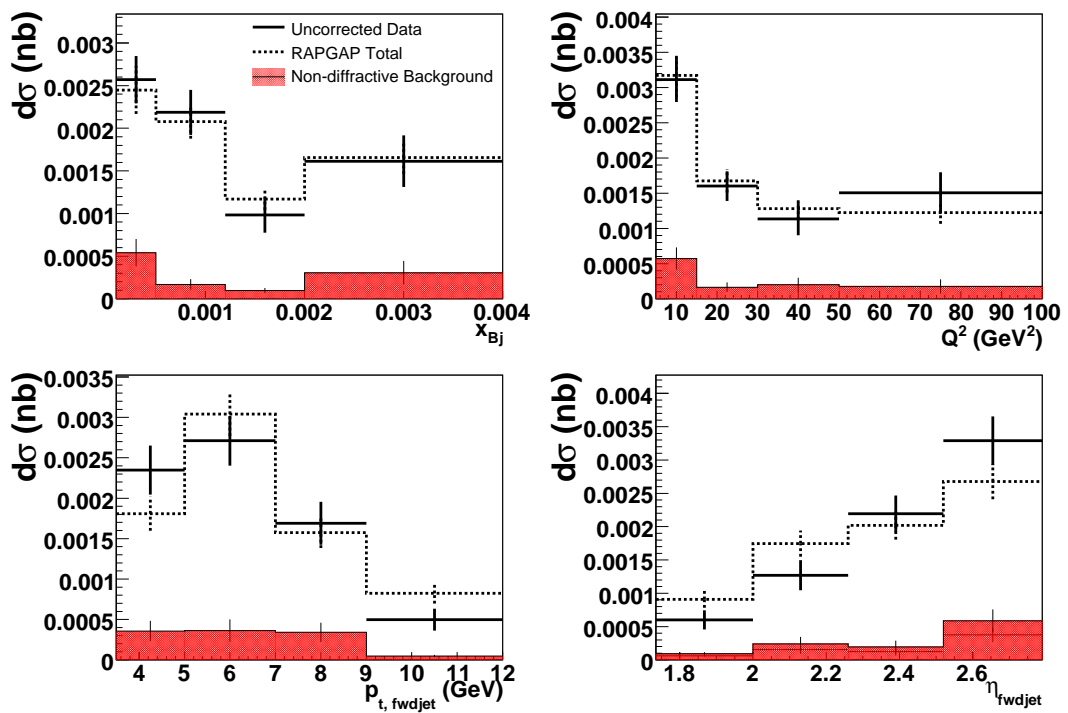 Uncorrected Data
RAPGAP Total
Non-diffractive Background
dσ (nb)
0.003
0.0025
0.002
0.0015
0.001
0.0005
0
0.001 0.002 0.003 0.004
x_Bj
dσ (nb)
0.004
0.0035
0.003
0.0025
0.002
0.0015
0.001
0.0005
0
10 20 30 40 50 60 70 80 90 100
Q² (GeV²)
dσ (nb)
0.0035
0.003
0.0025
0.002
0.0015
0.001
0.0005
0
4 5 6 7 8 9 10 11 12
p_t, fwdjet (GeV)
dσ (nb)
0.004
0.0035
0.003
0.0025
0.002
0.0015
0.001
0.0005
0
1.8 2 2.2 2.4 2.6
η_fwdjet